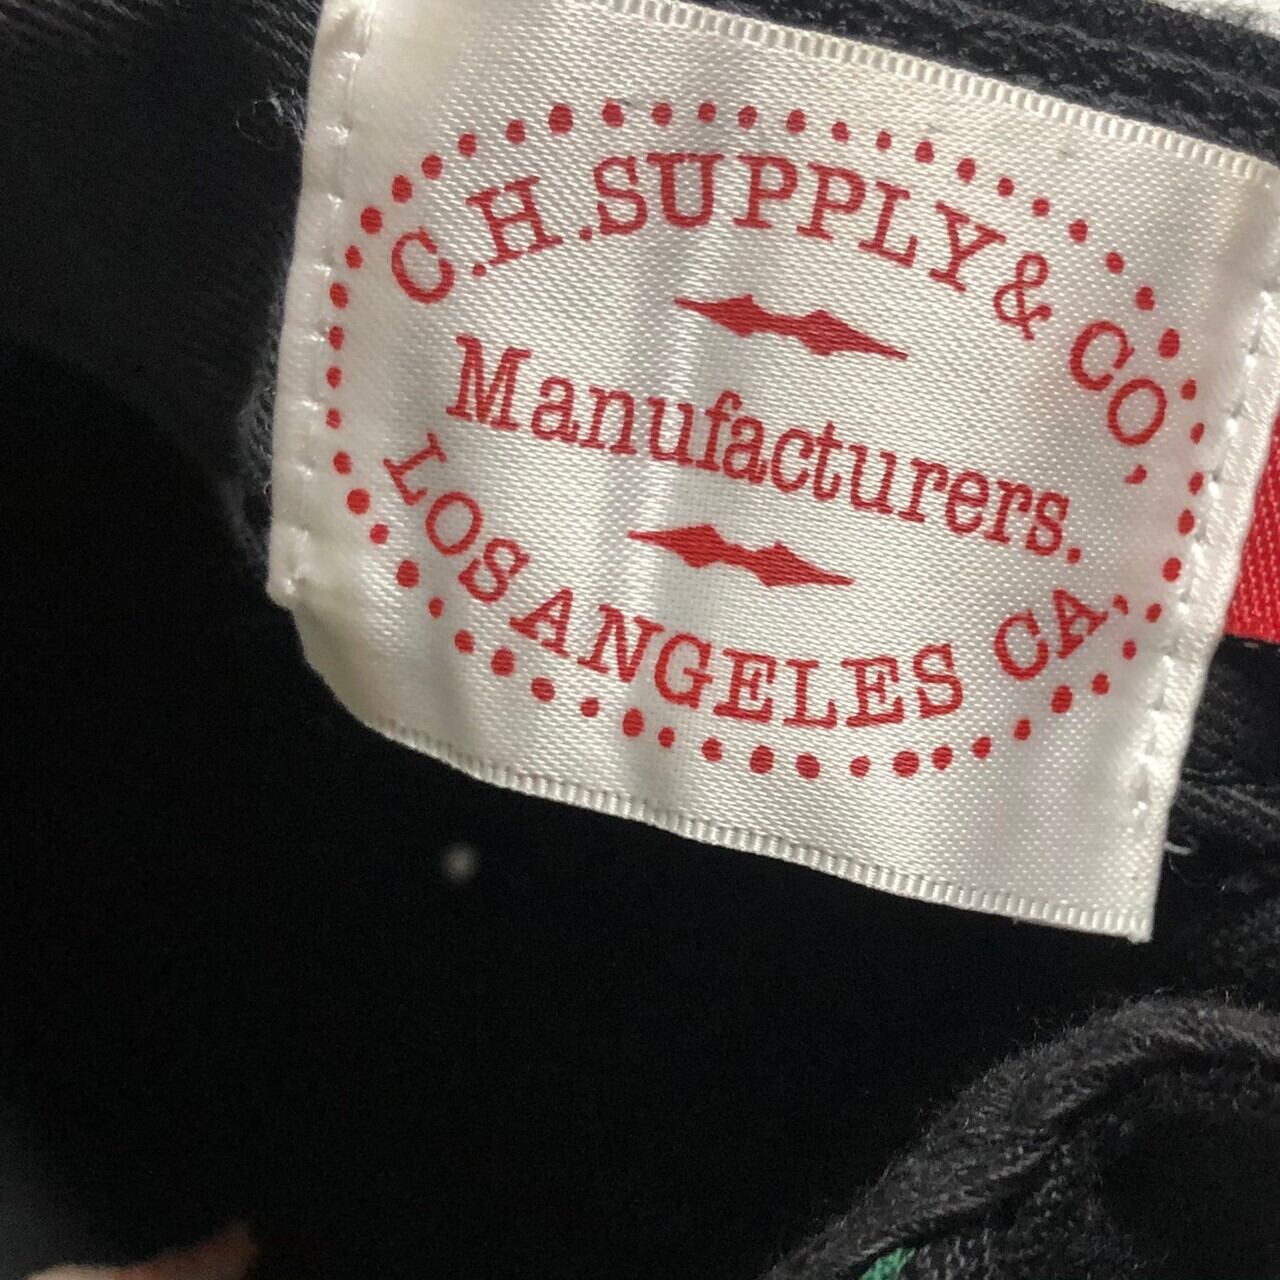 C.H.SUPPLY & CO,
Manufacturers.
LOS ANGELES CA,